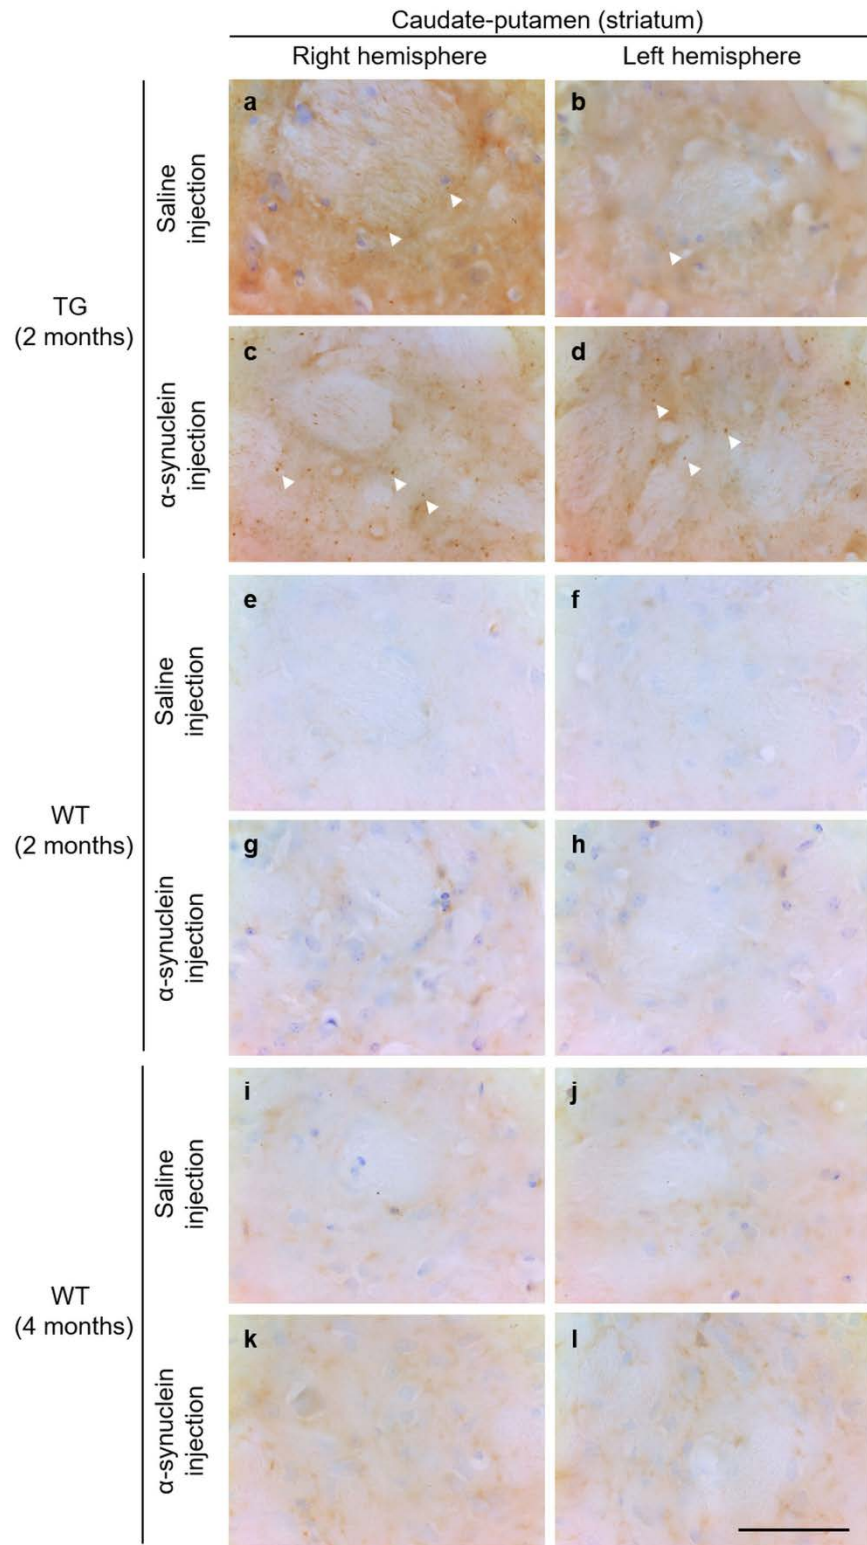 Caudate-putamen (striatum)
Right hemisphere
Left hemisphere
TG
(2 months)
Saline
injection
a
b
α-synuclein
injection
c
d
WT
(2 months)
Saline
injection
e
f
α-synuclein
injection
g
h
WT
(4 months)
Saline
injection
i
j
α-synuclein
injection
k
l